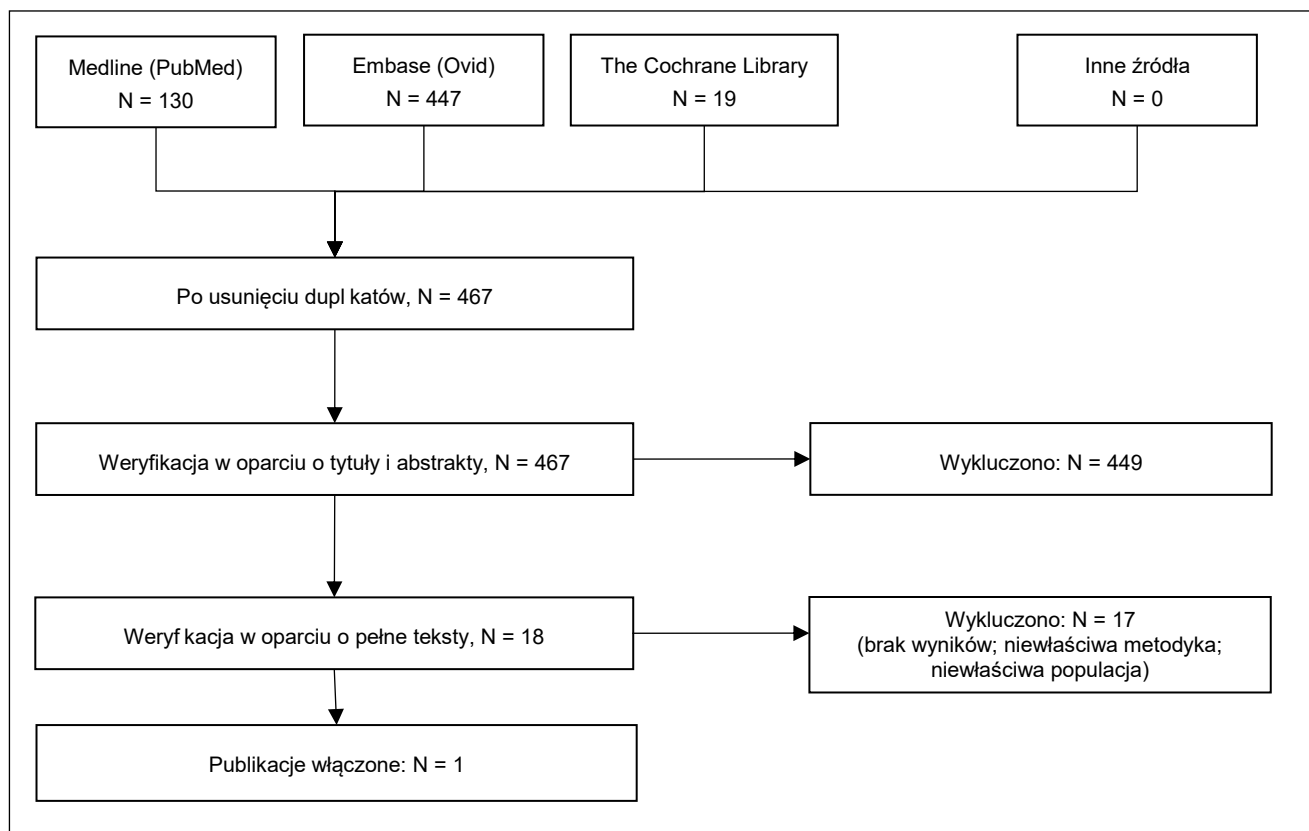 Medline (PubMed)
N = 130
Embase (Ovid)
N = 447
The Cochrane Library
N = 19
Inne źródła
N = 0
Po usunięciu dupl katów, N = 467
Weryfikacja w oparciu o tytuły i abstrakty, N = 467
Wykluczono: N = 449
Weryf kacja w oparciu o pełne teksty, N = 18
Wykluczono: N = 17
(brak wyników; niewłaściwa metodyka;
niewłaściwa populacja)
Publikacje włączone: N = 1